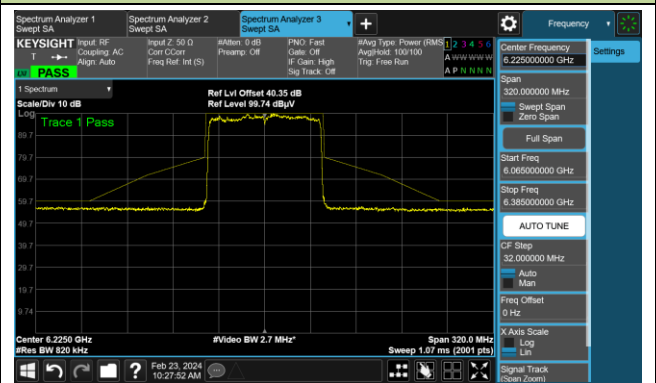 Spectrum Analyzer 1
Swept SA
Spectrum Analyzer 2
Swept SA
Spectrum Analyzer 3
Swept SA
Frequency
KEYSIGHT
T
PASS
Input: RF
Coupling: AC
Align: Auto
Input Z: 50 Ω
Corr CCorr
Freq Ref: Int (S)
#Atten: 0 dB
Preamp: Off
PNO: Fast
Gate: Off
IF Gain: High
Sig Track: Off
#Avg Type: Power (RMS
Avg|Hold: 100/100
Trig: Free Run
1 2 3 4 5 6
A W W W W W
A P N N N N
1 Spectrum
Scale/Div 10 dB
Log
Ref Lvl Offset 40.35 dB
Ref Level 99.74 dBµV
Trace 1 Pass
89.7
79.7
69.7
59.7
49.7
39.7
29.7
19.7
9.74
Center 6.2250 GHz
#Res BW 820 kHz
#Video BW 2.7 MHz*
Span 320.0 MHz
Sweep 1.07 ms (2001 pts)
Center Frequency
6.225000000 GHz
Settings
Span
320.000000 MHz
Swept Span
Zero Span
Full Span
Start Freq
6.065000000 GHz
Stop Freq
6.385000000 GHz
AUTO TUNE
CF Step
32.000000 MHz
Auto
Man
Freq Offset
0 Hz
X Axis Scale
Log
Lin
Signal Track
(Span Zoom)
?
Feb 23, 2024
10:27:52 AM